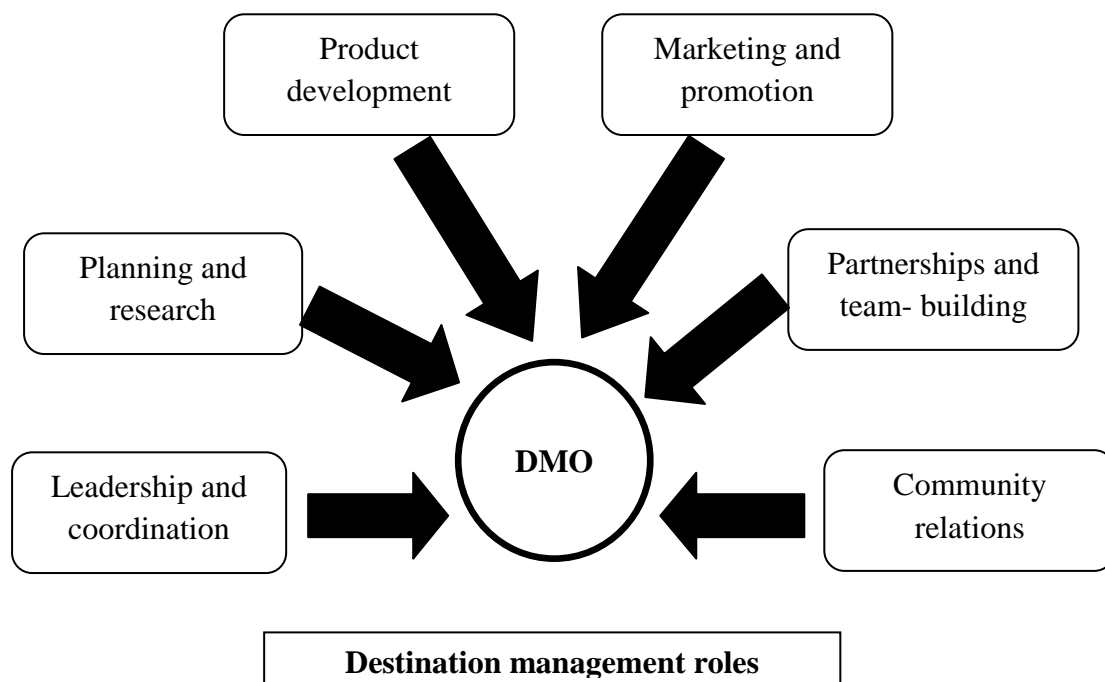 Product
development
Marketing and
promotion
Planning and
research
Partnerships and
team- building
DMO
Leadership and
coordination
Community
relations
Destination management roles